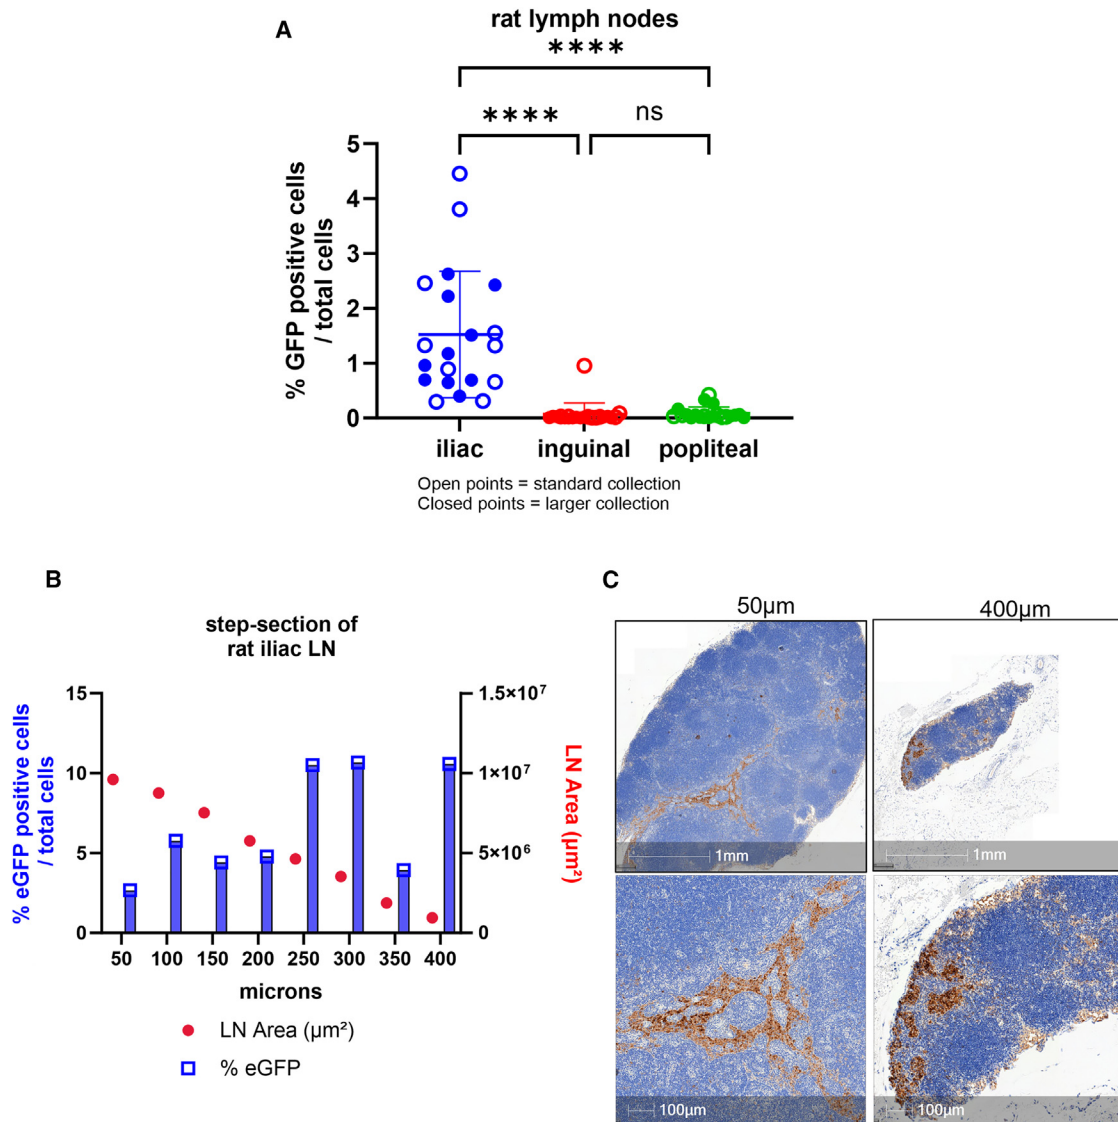 A
rat lymph nodes
****
****
ns
% GFP positive cells
/ total cells
5
4
3
2
1
0
iliac
inguinal
popliteal
Open points = standard collection
Closed points = larger collection
B
step-section of
rat iliac LN
% eGFP positive cells
/ total cells
15
10
5
0
1.5×10⁷
1×10⁷
5×10⁶
0
LN Area (µm²)
50
100
150
200
250
300
350
400
microns
LN Area (µm²)
% eGFP
C
50µm
400µm
1mm
1mm
100µm
100µm